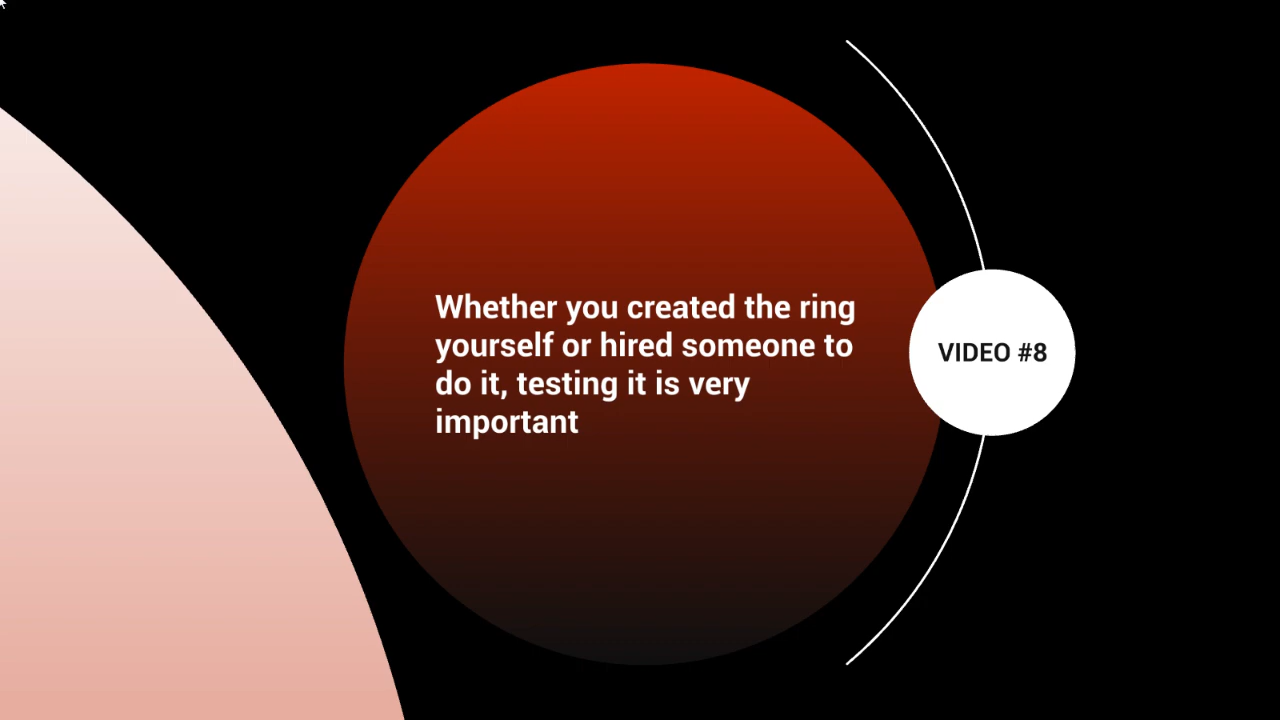 Whether you created the ring
yourself or hired someone to
do it, testing it is very
important
VIDEO #8